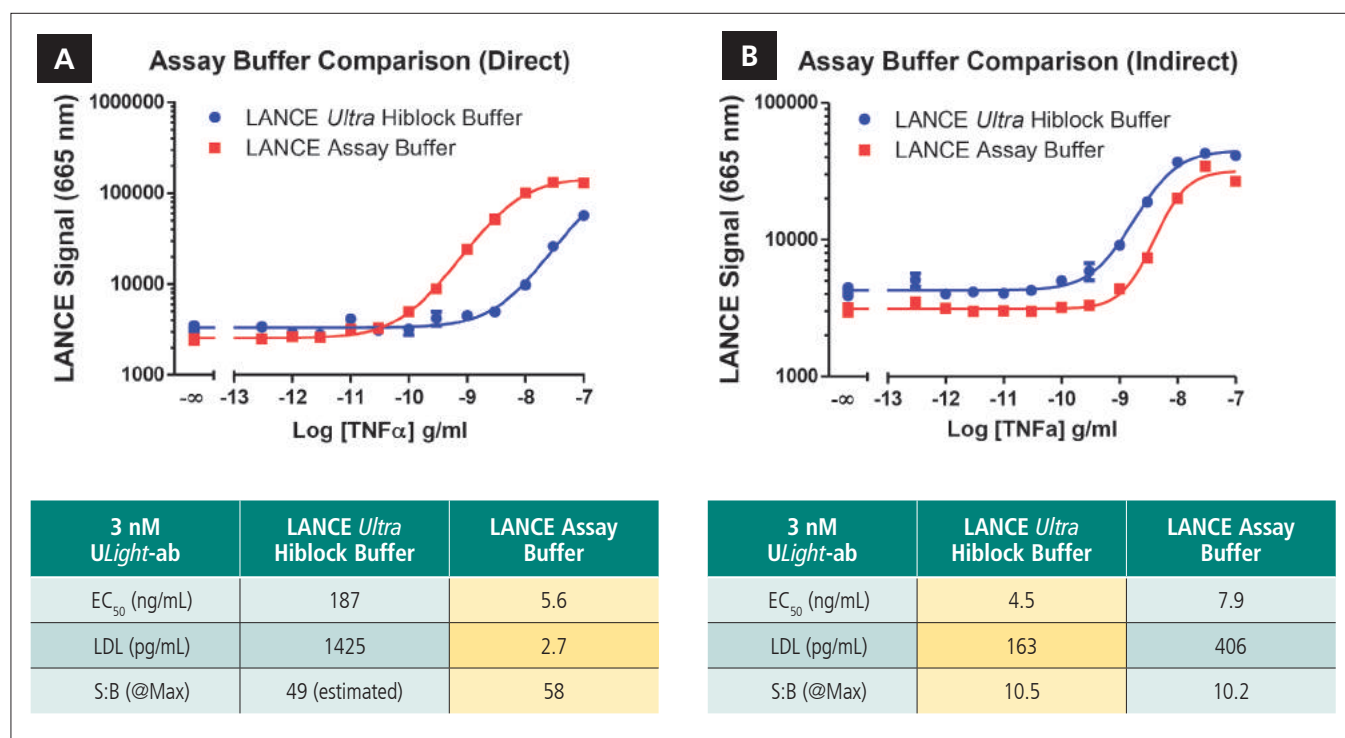 A
Assay Buffer Comparison (Direct)
LANCE Signal (665 nm)
1000000
100000
10000
1000
LANCE Ultra Hiblock Buffer
LANCE Assay Buffer
-∞ -13 -12 -11 -10 -9 -8 -7
Log [TNFα] g/ml
3 nM ULight-ab | LANCE Ultra Hiblock Buffer | LANCE Assay Buffer
EC50 (ng/mL) 187 5.6
LDL (pg/mL) 1425 2.7
S:B (@Max) 49 (estimated) 58
B
Assay Buffer Comparison (Indirect)
LANCE Signal (665 nm)
100000
10000
1000
LANCE Ultra Hiblock Buffer
LANCE Assay Buffer
-∞ -13 -12 -11 -10 -9 -8 -7
Log [TNFa] g/ml
3 nM ULight-ab | LANCE Ultra Hiblock Buffer | LANCE Assay Buffer
EC50 (ng/mL) 4.5 7.9
LDL (pg/mL) 163 406
S:B (@Max) 10.5 10.2